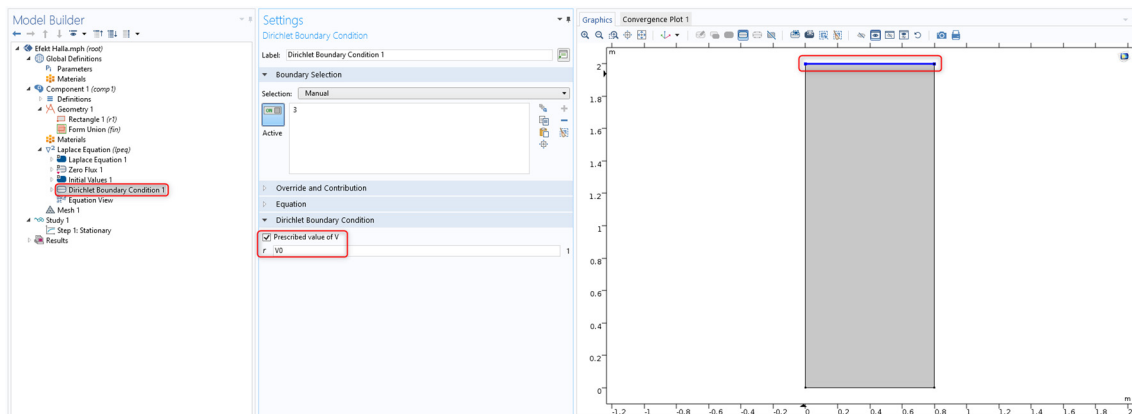 Model Builder
Efekt Halla.mph (root)
Global Definitions
Pi Parameters
Materials
Component 1 (comp1)
Definitions
Geometry 1
Rectangle 1 (r1)
Form Union (fin)
Materials
Laplace Equation (lpeq)
Laplace Equation 1
Zero Flux 1
Initial Values 1
Dirichlet Boundary Condition 1
Equation View
Mesh 1
Study 1
Step 1: Stationary
Results
Settings
Dirichlet Boundary Condition
Label: Dirichlet Boundary Condition 1
Boundary Selection
Selection: Manual
3
Active
Override and Contribution
Equation
Dirichlet Boundary Condition
Prescribed value of V
r V0 1
Graphics Convergence Plot 1
m
2
1.8
1.6
1.4
1.2
1
0.8
0.6
0.4
0.2
0
m
-1.2 -1 -0.8 -0.6 -0.4 -0.2 0 0.2 0.4 0.6 0.8 1 1.2 1.4 1.6 1.8